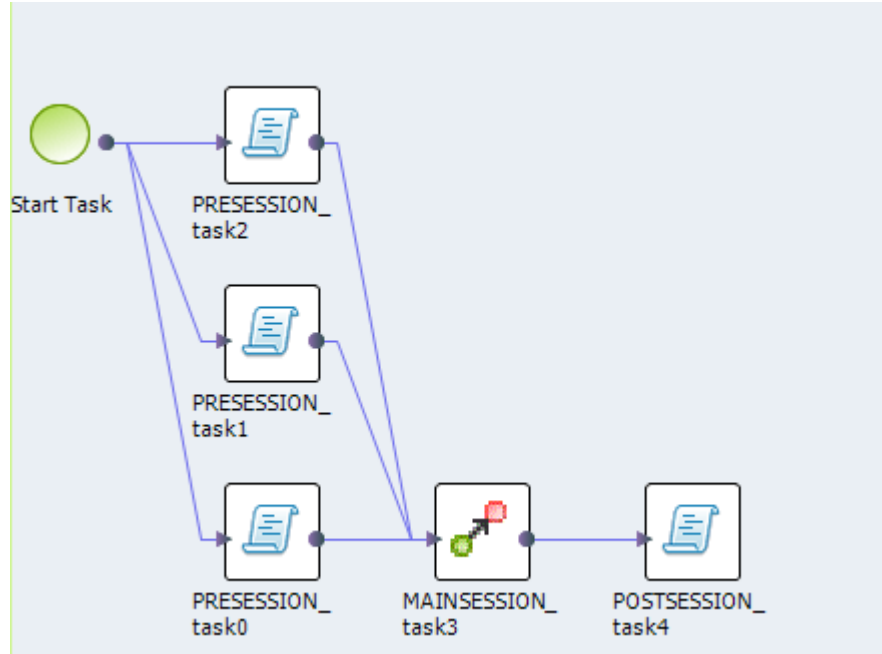 Start Task
PRESESSION_
task2
PRESESSION_
task1
PRESESSION_
task0
MAINSESSION_
task3
POSTSESSION_
task4